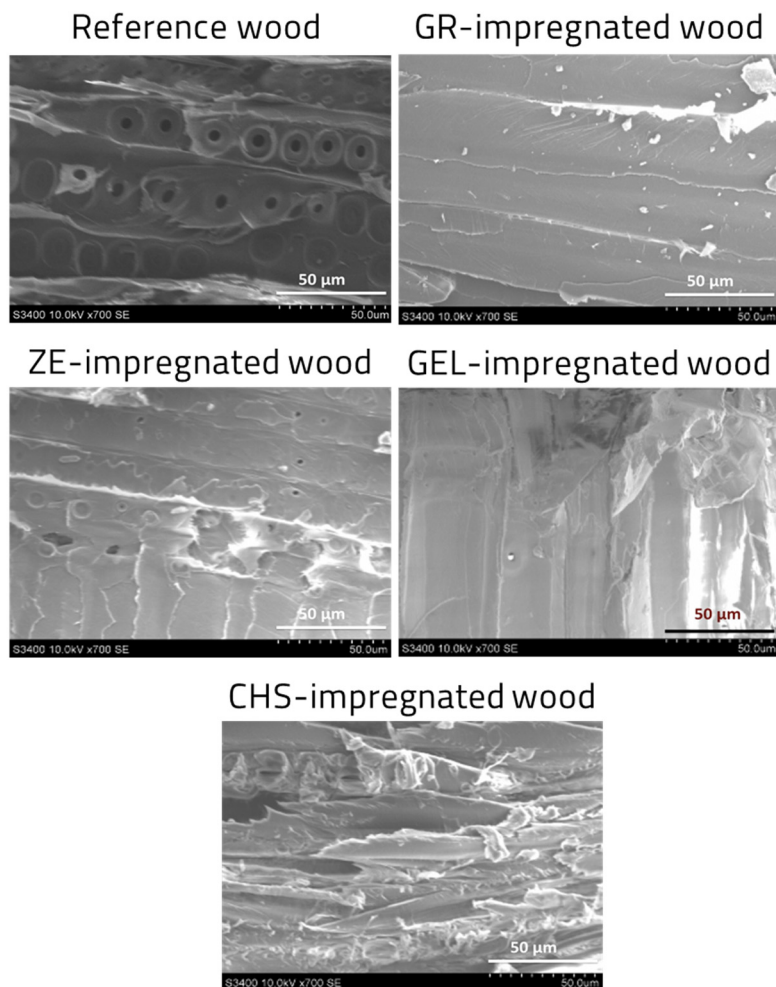 Reference wood
GR-impregnated wood
50 µm
S3400 10.0kV x700 SE
50.0um
50 µm
S3400 10.0kV x700 SE
50.0um
ZE-impregnated wood
GEL-impregnated wood
50 µm
S3400 10.0kV x700 SE
50.0um
50 µm
S3400 10.0kV x700 SE
50.0um
CHS-impregnated wood
50 µm
S3400 10.0kV x700 SE
50.0um